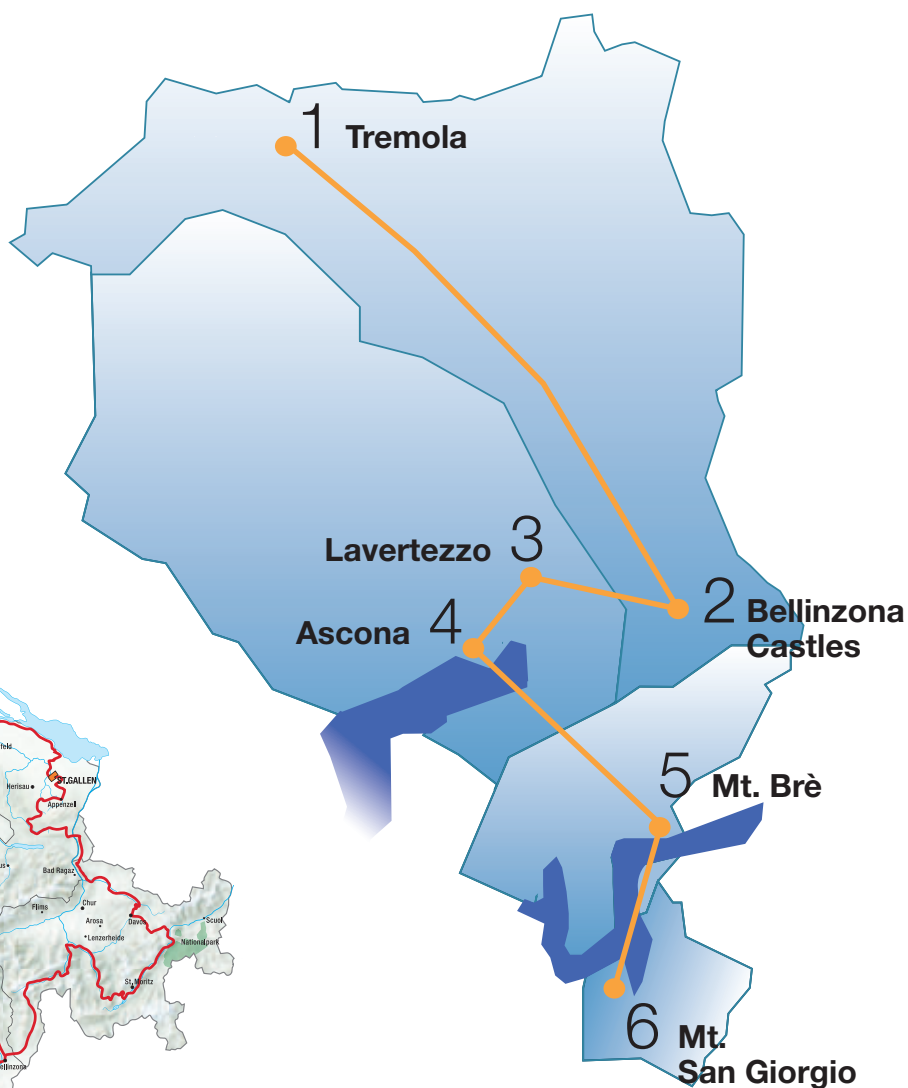 1 Tremola
Lavertezzo 3
Ascona 4
2 Bellinzona
Castles
5 Mt. Brè
6 Mt.
San Giorgio
ST.GALLEN
Herisau
Appenzell
Bad Ragaz
Flims
Chur
Arosa
Davos
Lenzerheide
Scuol
Nationalpark
St. Moritz